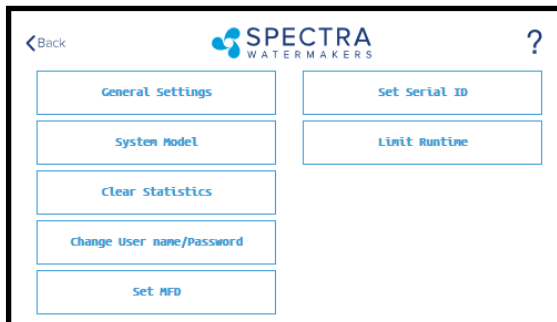 Back
SPECTRA
WATERMAKERS
?
General Settings
Set Serial ID
System Model
Limit Runtime
Clear Statistics
Change User name/Password
Set MFD